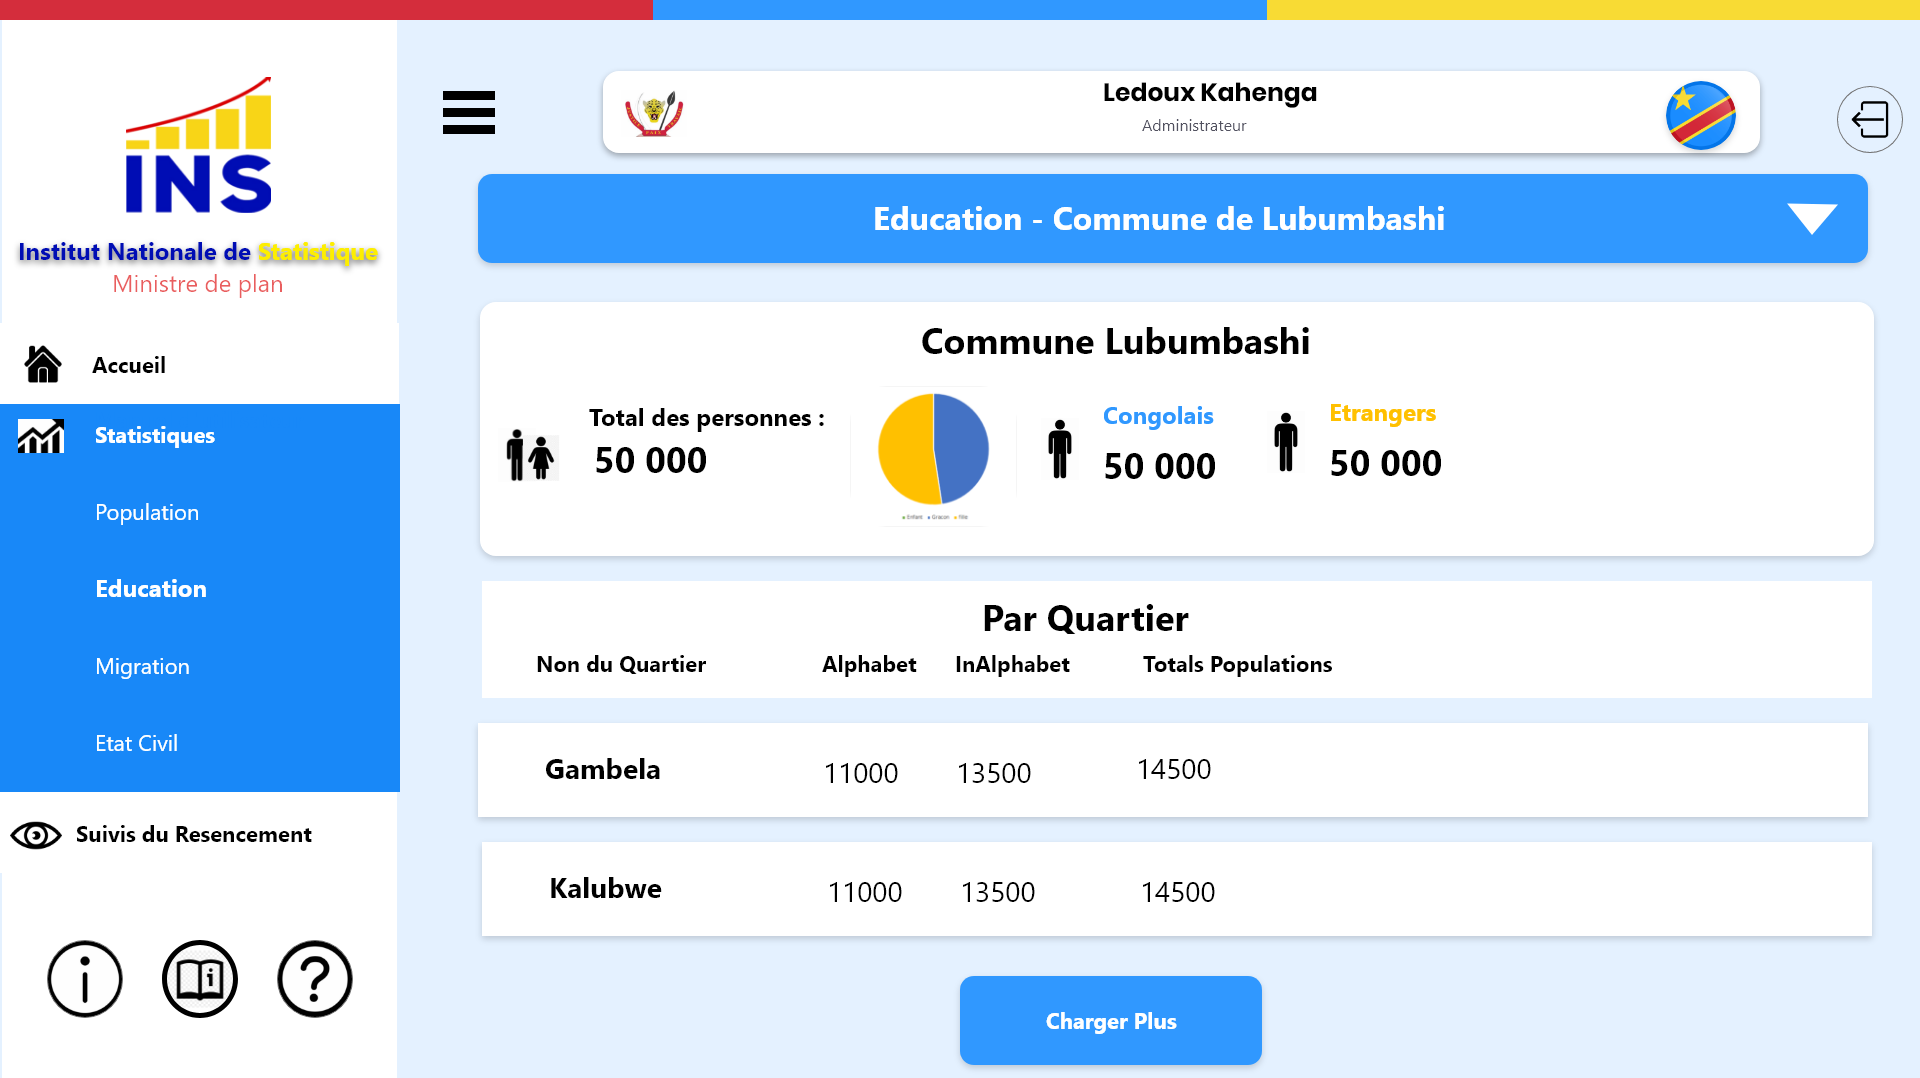 INS
Institut Nationale de Statistique
Ministre de plan
Accueil
Statistiques
Population
Education
Migration
Etat Civil
Suivis du Resencement
Ledoux Kahenga
Administrateur
Education - Commune de Lubumbashi
Commune Lubumbashi
Total des personnes :
50 000
Enfant Gracon fille
Congolais
50 000
Etrangers
50 000
Par Quartier
Non du Quartier Alphabet InAlphabet Totals Populations
Gambela 11000 13500 14500
Kalubwe 11000 13500 14500
Charger Plus